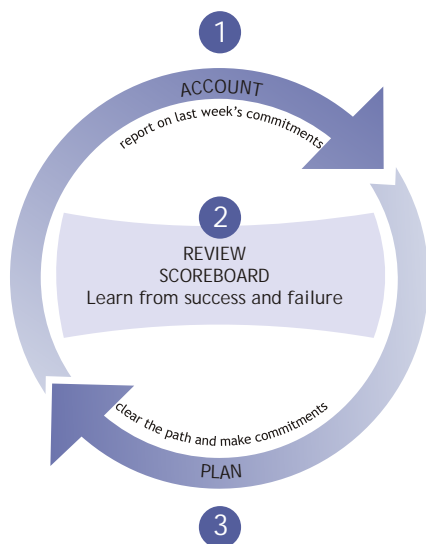 1
ACCOUNT
report on last week's commitments
2
REVIEW
SCOREBOARD
Learn from success and failure
clear the path and make commitments
PLAN
3